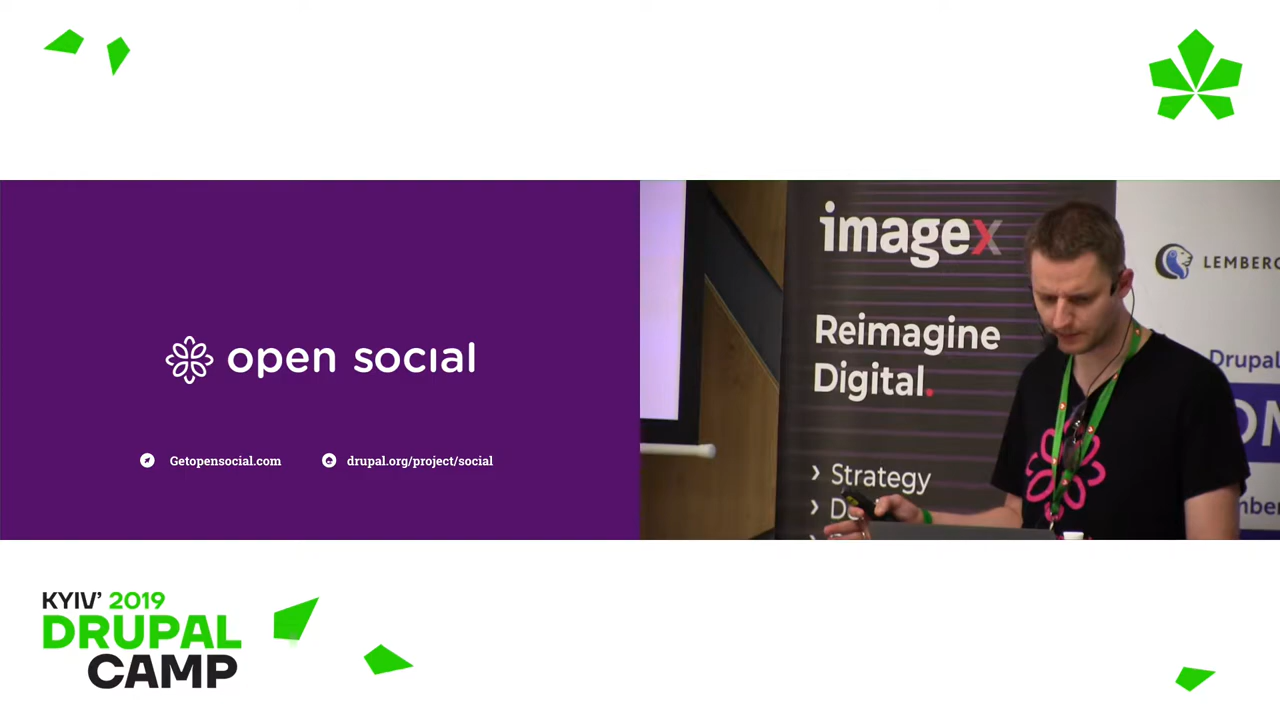 open social
Getopensocial.com
drupal.org/project/social
imagex
Reimagine
Digital.
› Strategy
LEMBERG
Drupal
KYIV' 2019
DRUPAL
CAMP